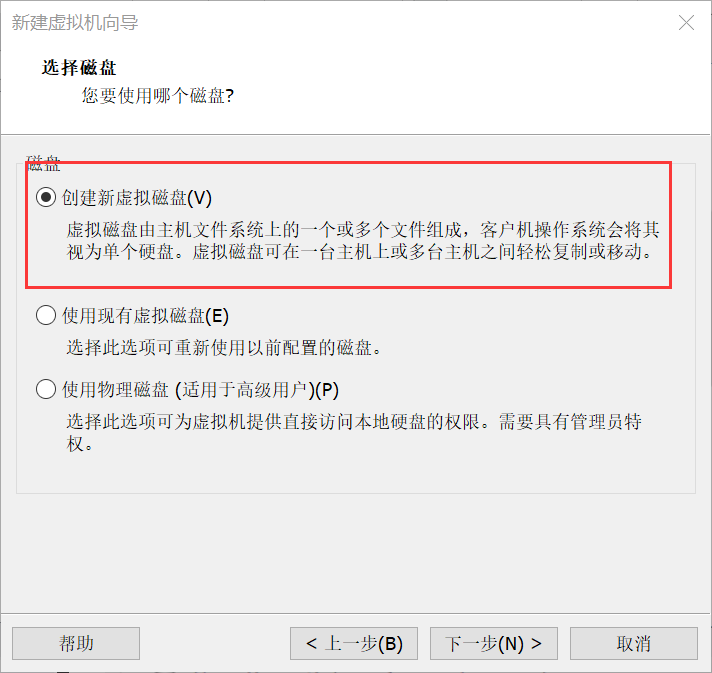 新建虚拟机向导
选择磁盘
您要使用哪个磁盘?
磁盘
创建新虚拟磁盘(V)
虚拟磁盘由主机文件系统上的一个或多个文件组成，客户机操作系统会将其
视为单个硬盘。虚拟磁盘可在一台主机上或多台主机之间轻松复制或移动。
使用现有虚拟磁盘(E)
选择此选项可重新使用以前配置的磁盘。
使用物理磁盘 (适用于高级用户)(P)
选择此选项可为虚拟机提供直接访问本地硬盘的权限。需要具有管理员特
权。
帮助
< 上一步(B)
下一步(N) >
取消